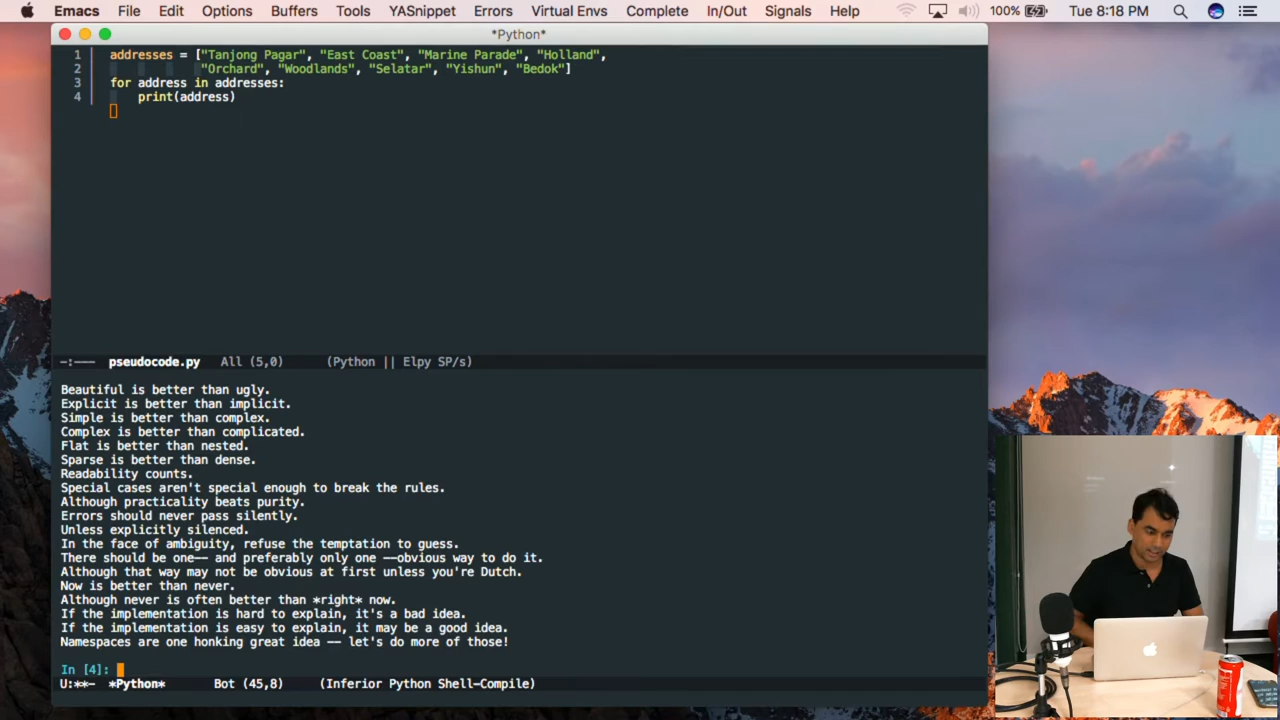 Emacs File Edit Options Buffers Tools YASnippet Errors Virtual Envs Complete In/Out Signals Help 100% Tue 8:18 PM
*Python*
1 addresses = ["Tanjong Pagar", "East Coast", "Marine Parade", "Holland",
2 "Orchard", "Woodlands", "Selatar", "Yishun", "Bedok"]
3 for address in addresses:
4 print(address)
-:--- pseudocode.py All (5,0) (Python || Elpy SP/s)
Beautiful is better than ugly.
Explicit is better than implicit.
Simple is better than complex.
Complex is better than complicated.
Flat is better than nested.
Sparse is better than dense.
Readability counts.
Special cases aren't special enough to break the rules.
Although practicality beats purity.
Errors should never pass silently.
Unless explicitly silenced.
In the face of ambiguity, refuse the temptation to guess.
There should be one-- and preferably only one --obvious way to do it.
Although that way may not be obvious at first unless you're Dutch.
Now is better than never.
Although never is often better than *right* now.
If the implementation is hard to explain, it's a bad idea.
If the implementation is easy to explain, it may be a good idea.
Namespaces are one honking great idea -- let's do more of those!
In [4]:
U:**- *Python* Bot (45,8) (Inferior Python Shell-Compile)